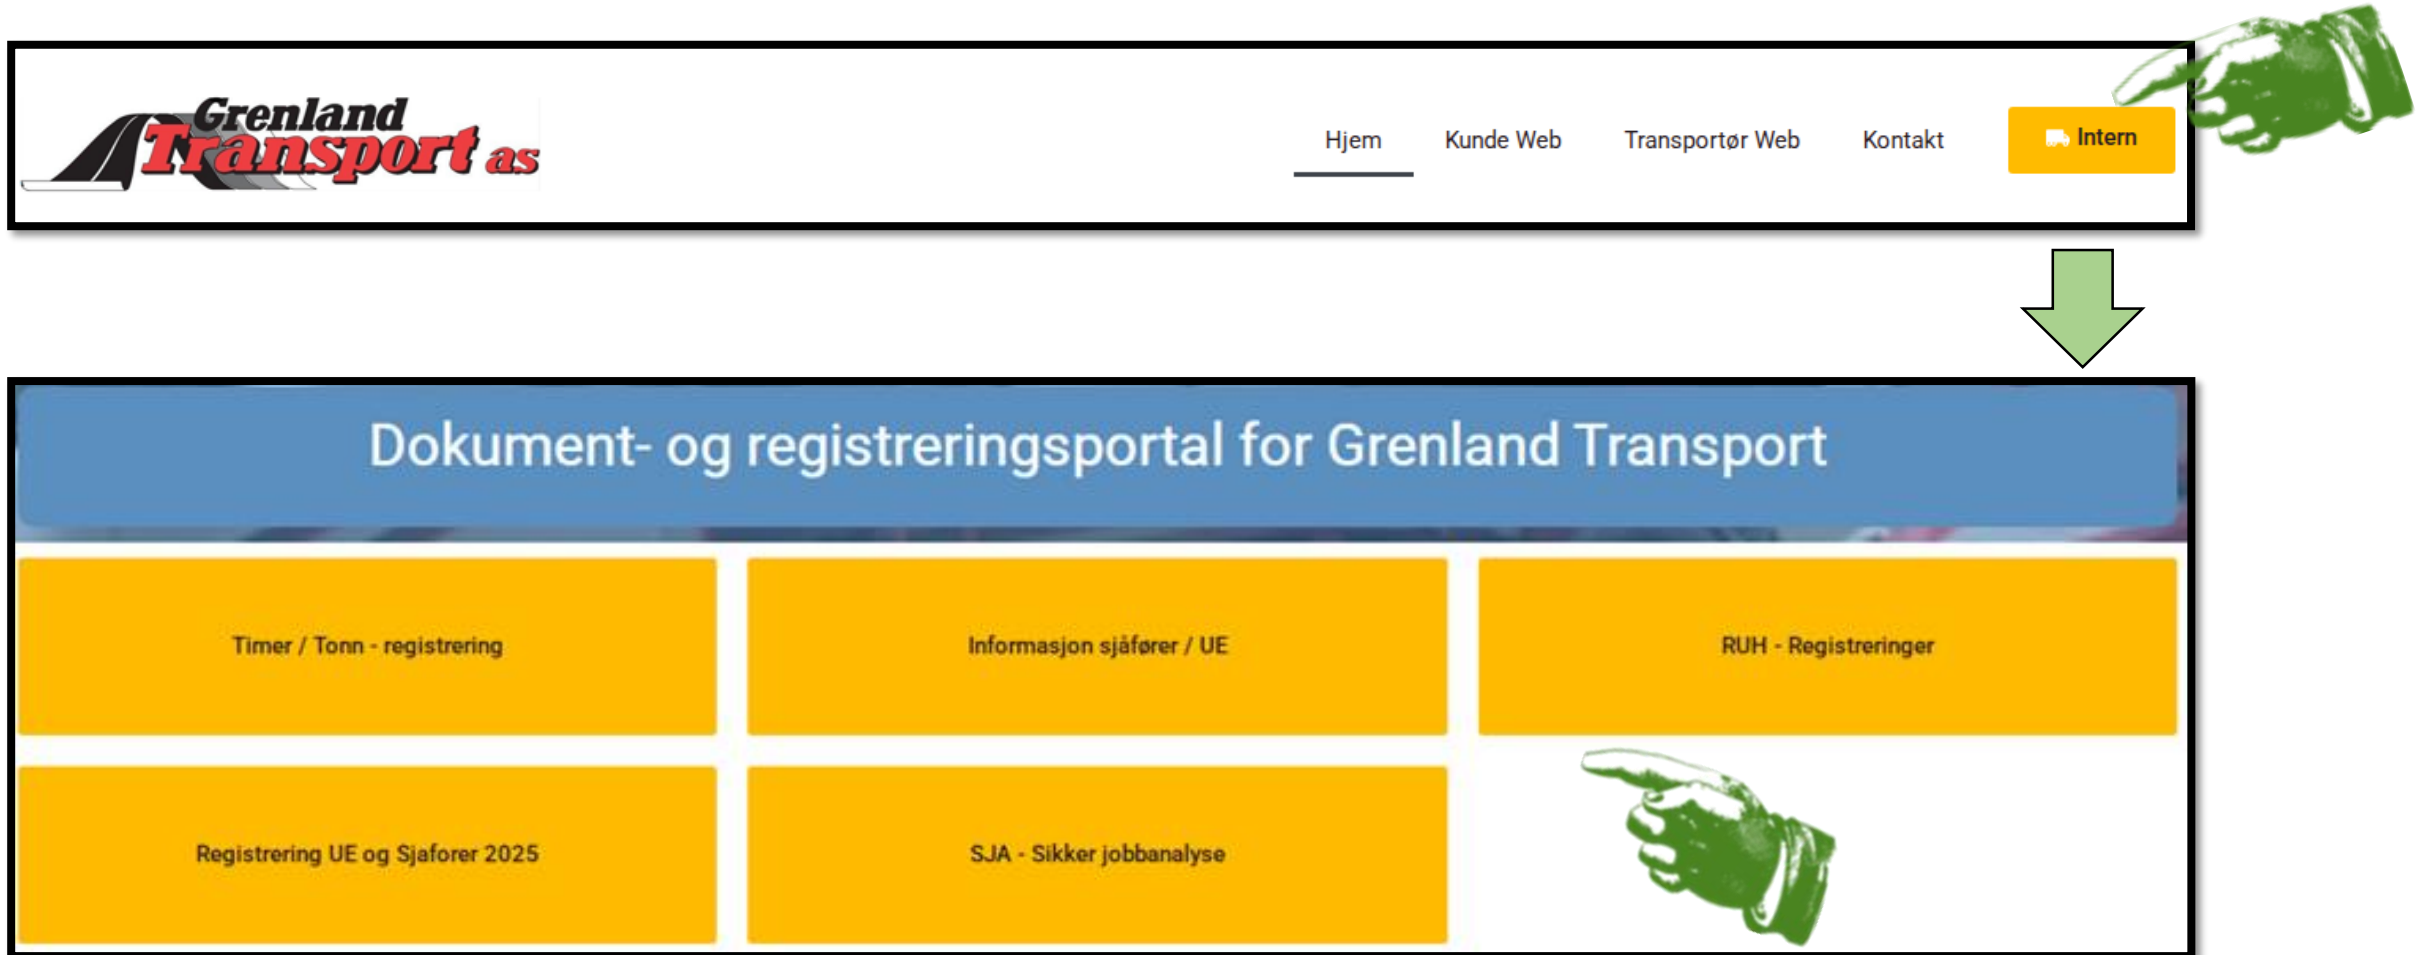 Grenland
Transport as
Hjem Kunde Web Transportør Web Kontakt Intern
Dokument- og registreringsportal for Grenland Transport
Timer / Tonn - registrering Informasjon sjåfører / UE RUH - Registreringer
Registrering UE og Sjaforer 2025 SJA - Sikker jobbanalyse